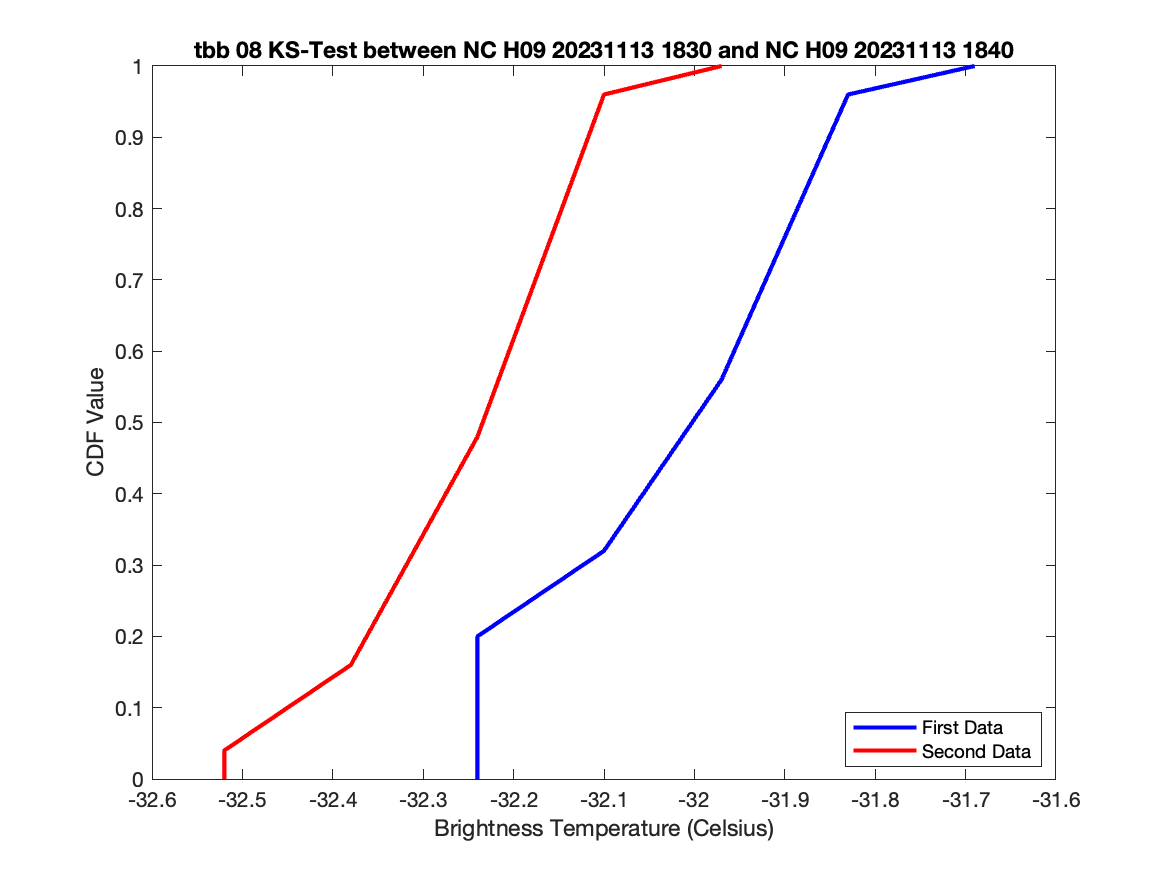 tbb 08 KS-Test between NC H09 20231113 1830 and NC H09 20231113 1840
1
0.9
0.8
0.7
0.6
0.5
0.4
0.3
0.2
0.1
0
CDF Value
First Data
Second Data
-32.6 -32.5 -32.4 -32.3 -32.2 -32.1 -32 -31.9 -31.8 -31.7 -31.6
Brightness Temperature (Celsius)